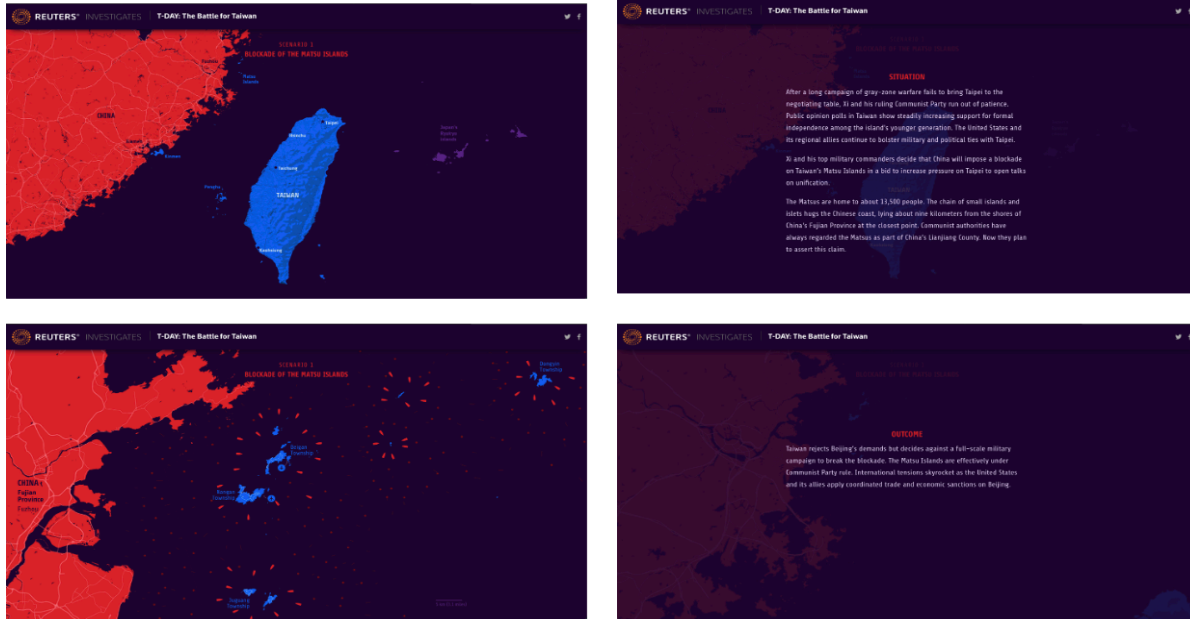 REUTERS® INVESTIGATES T-DAY: The Battle for Taiwan
SCENARIO 1
BLOCKADE OF THE MATSU ISLANDS
Matsu
Islands
CHINA
Taipei
Hsinchu
Kinmen
Taichung
Penghu
TAIWAN
Kaohsiung
REUTERS® INVESTIGATES T-DAY: The Battle for Taiwan
BLOCKADE OF THE MATSU ISLANDS
SITUATION
After a long campaign of gray-zone warfare fails to bring Taipei to the
negotiating table, Xi and his ruling Communist Party run out of patience.
Public opinion polls in Taiwan show steadily increasing support for formal
independence among the island's younger generation. The United States and
its regional allies continue to bolster military and political ties with Taipei.
Xi and his top military commanders decide that China will impose a blockade
on Taiwan's Matsu Islands in a bid to increase pressure on Taipei to open talks
on unification.
The Matsus are home to about 13,500 people. The chain of small islands and
islets hugs the Chinese coast, lying about nine kilometers from the shores of
China's Fujian Province at the closest point. Communist authorities have
always regarded the Matsus as part of China's Lianjiang County. Now they plan
to assert this claim.
REUTERS® INVESTIGATES T-DAY: The Battle for Taiwan
SCENARIO 1
BLOCKADE OF THE MATSU ISLANDS
Dongyin
Township
Beigan
Township
Nangan
Township
CHINA
Fujian
Province
Fuzhou
Juguang
Township
REUTERS® INVESTIGATES T-DAY: The Battle for Taiwan
BLOCKADE OF THE MATSU ISLANDS
OUTCOME
Taiwan rejects Beijing's demands but decides against a full-scale military
campaign to break the blockade. The Matsu Islands are effectively under
Communist Party rule. International tensions skyrocket as the United States
and its allies apply coordinated trade and economic sanctions on Beijing.